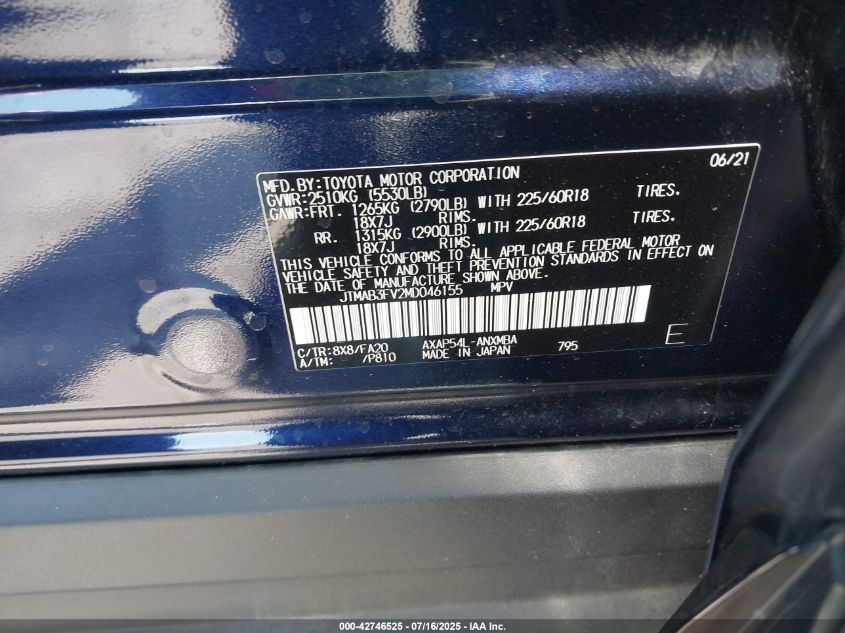 06/21
MFD.BY:TOYOTA MOTOR CORPORATION
GVWR:2510KG (5530LB)
GAWR:FRT. 1265KG (2790LB) WITH 225/60R18 TIRES.
18X7J RIMS.
RR. 1315KG (2900LB) WITH 225/60R18 TIRES.
18X7J RIMS.
THIS VEHICLE CONFORMS TO ALL APPLICABLE FEDERAL MOTOR
VEHICLE SAFETY AND THEFT PREVENTION STANDARDS IN EFFECT ON
THE DATE OF MANUFACTURE SHOWN ABOVE.
JTMAB3FV2MD046155 MPV
C/TR:8X8/FA20 AXAP54L-ANXMBA 795 E
A/TM: /P810 MADE IN JAPAN
000-42746525 - 07/16/2025 - IAA Inc.